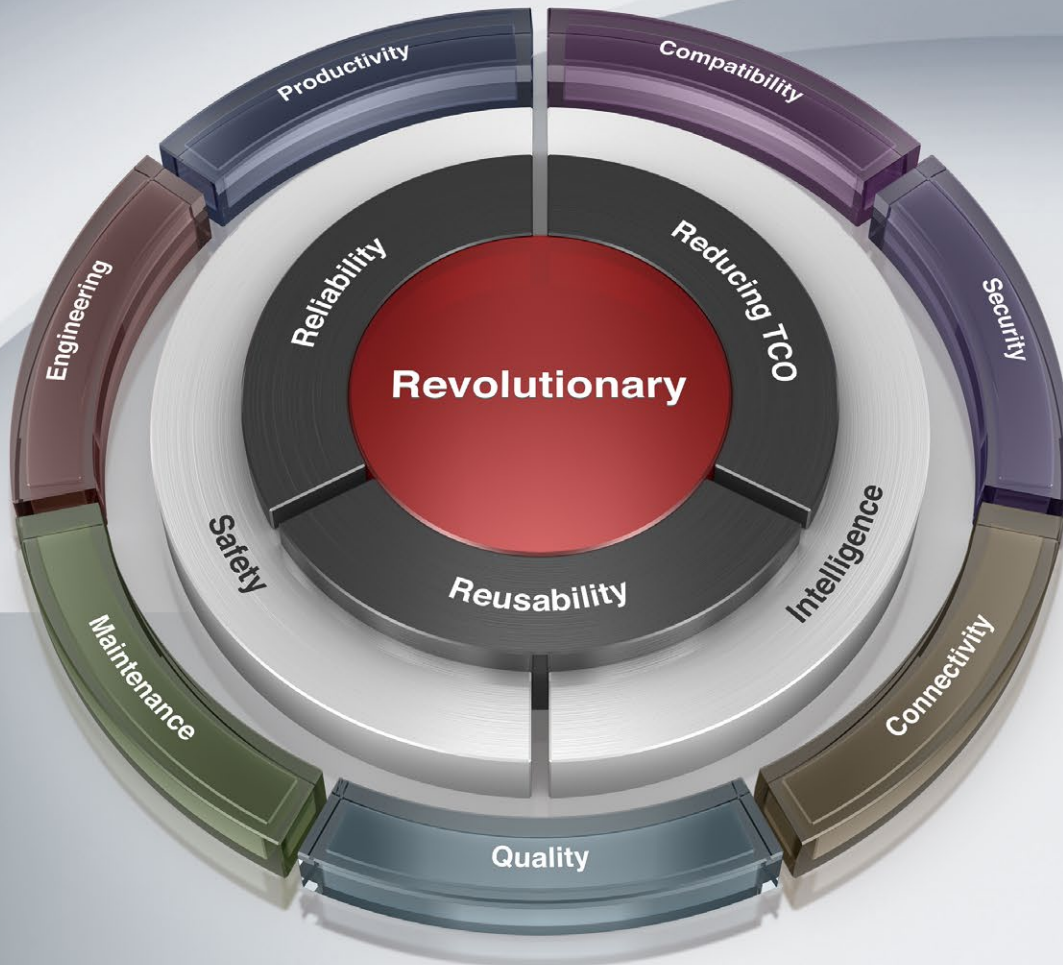 Productivity
Compatibility
Engineering
Security
Reliability
Reducing TCO
Revolutionary
Safety
Intelligence
Reusability
Maintenance
Connectivity
Quality